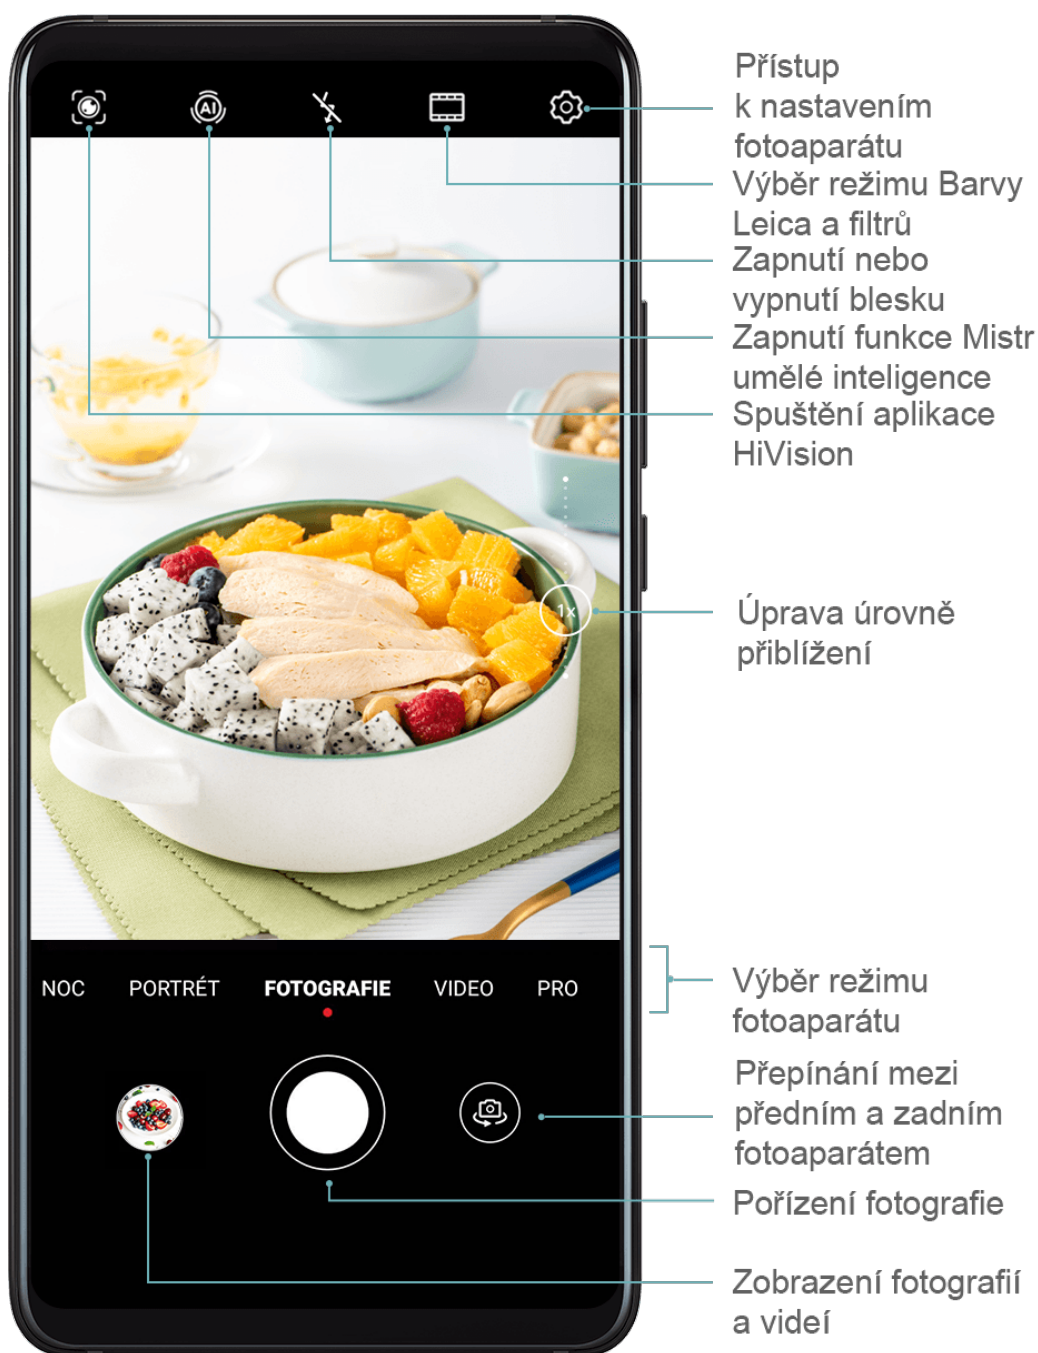 Přístup
k nastavením
fotoaparátu
Výběr režimu Barvy
Leica a filtrů
Zapnutí nebo
vypnutí blesku
Zapnutí funkce Mistr
umělé inteligence
Spuštění aplikace
HiVision
AI
1x
Úprava úrovně
přiblížení
NOC PORTRÉT FOTOGRAFIE VIDEO PRO
Výběr režimu
fotoaparátu
Přepínání mezi
předním a zadním
fotoaparátem
Pořízení fotografie
Zobrazení fotografií
a videí